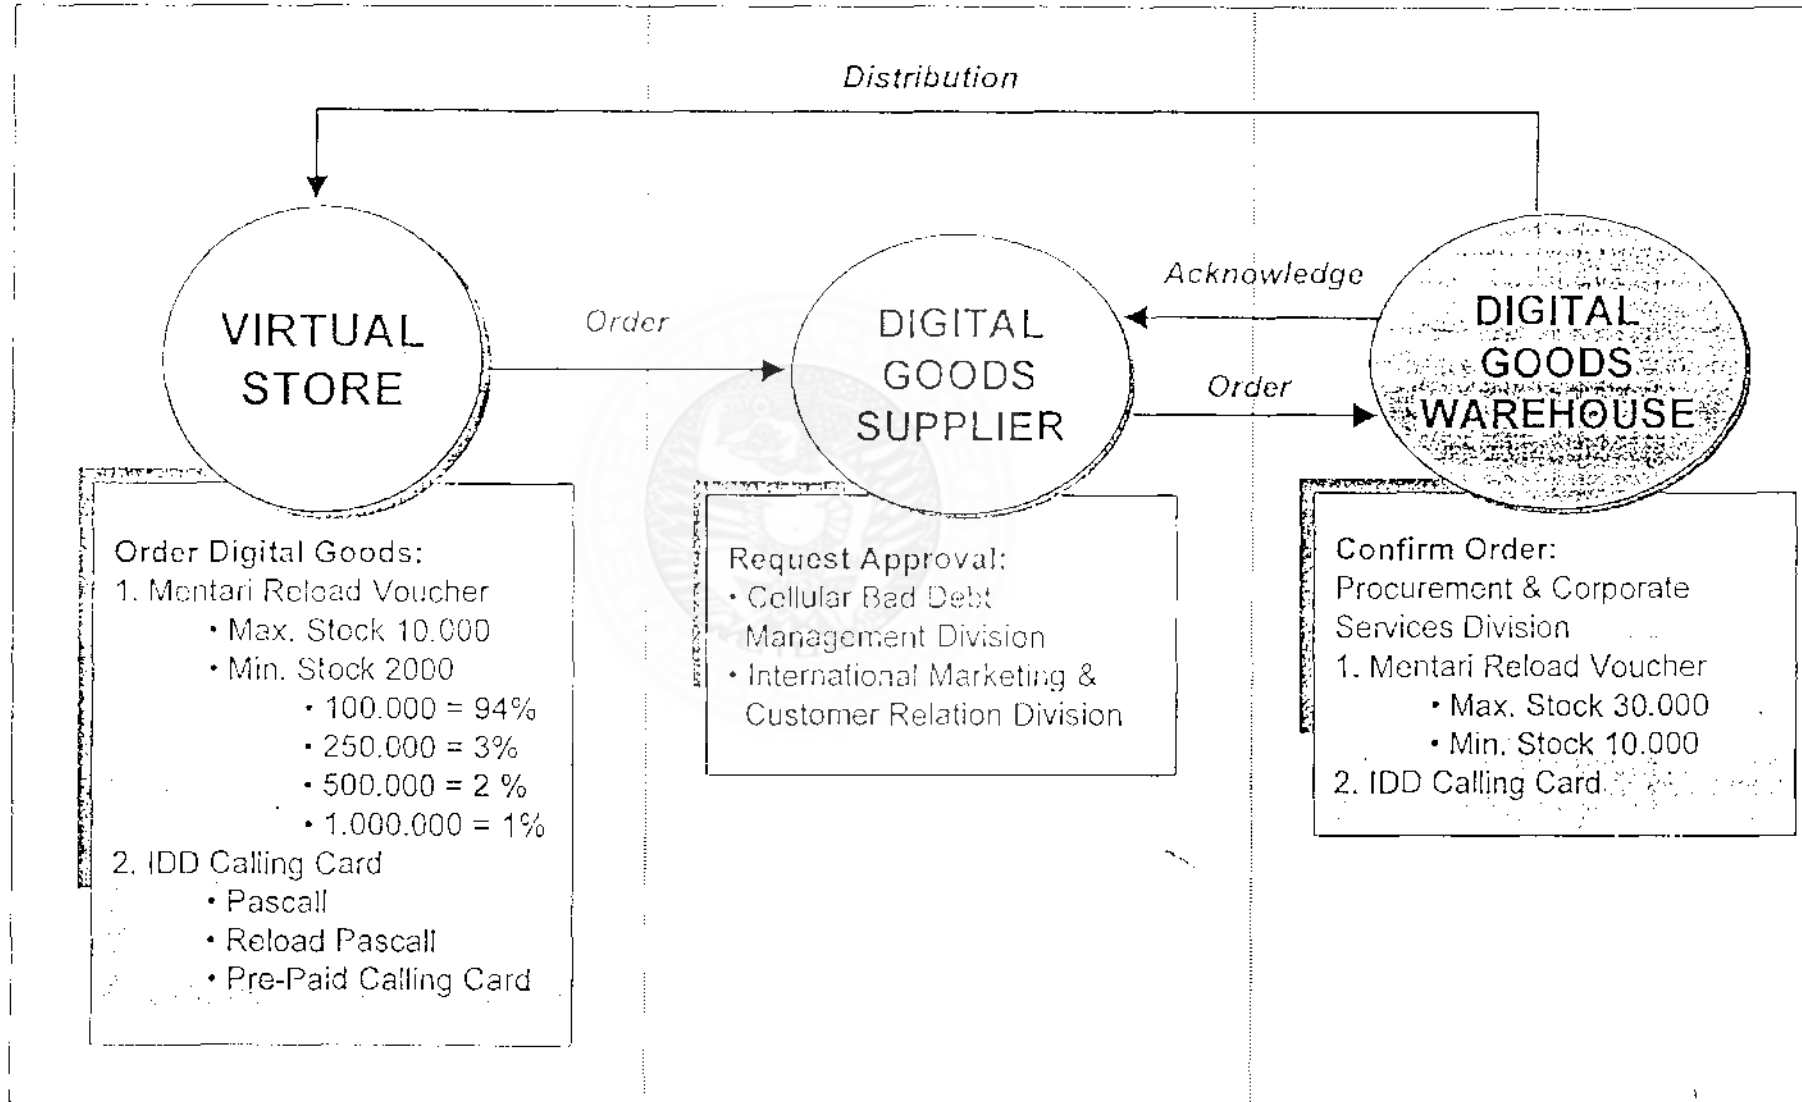 Distribution
VIRTUAL
STORE
Order
DIGITAL
GOODS
SUPPLIER
Acknowledge
Order
DIGITAL
GOODS
WAREHOUSE
Order Digital Goods:
1. Mentari Reload Voucher
• Max. Stock 10.000
• Min. Stock 2000
• 100.000 = 94%
• 250.000 = 3%
• 500.000 = 2 %
• 1.000.000 = 1%
2. IDD Calling Card
• Pascall
• Reload Pascall
• Pre-Paid Calling Card
Request Approval:
• Cellular Bad Debt
Management Division
• International Marketing &
Customer Relation Division
Confirm Order:
Procurement & Corporate
Services Division
1. Mentari Reload Voucher
• Max. Stock 30.000
• Min. Stock 10.000
2. IDD Calling Card